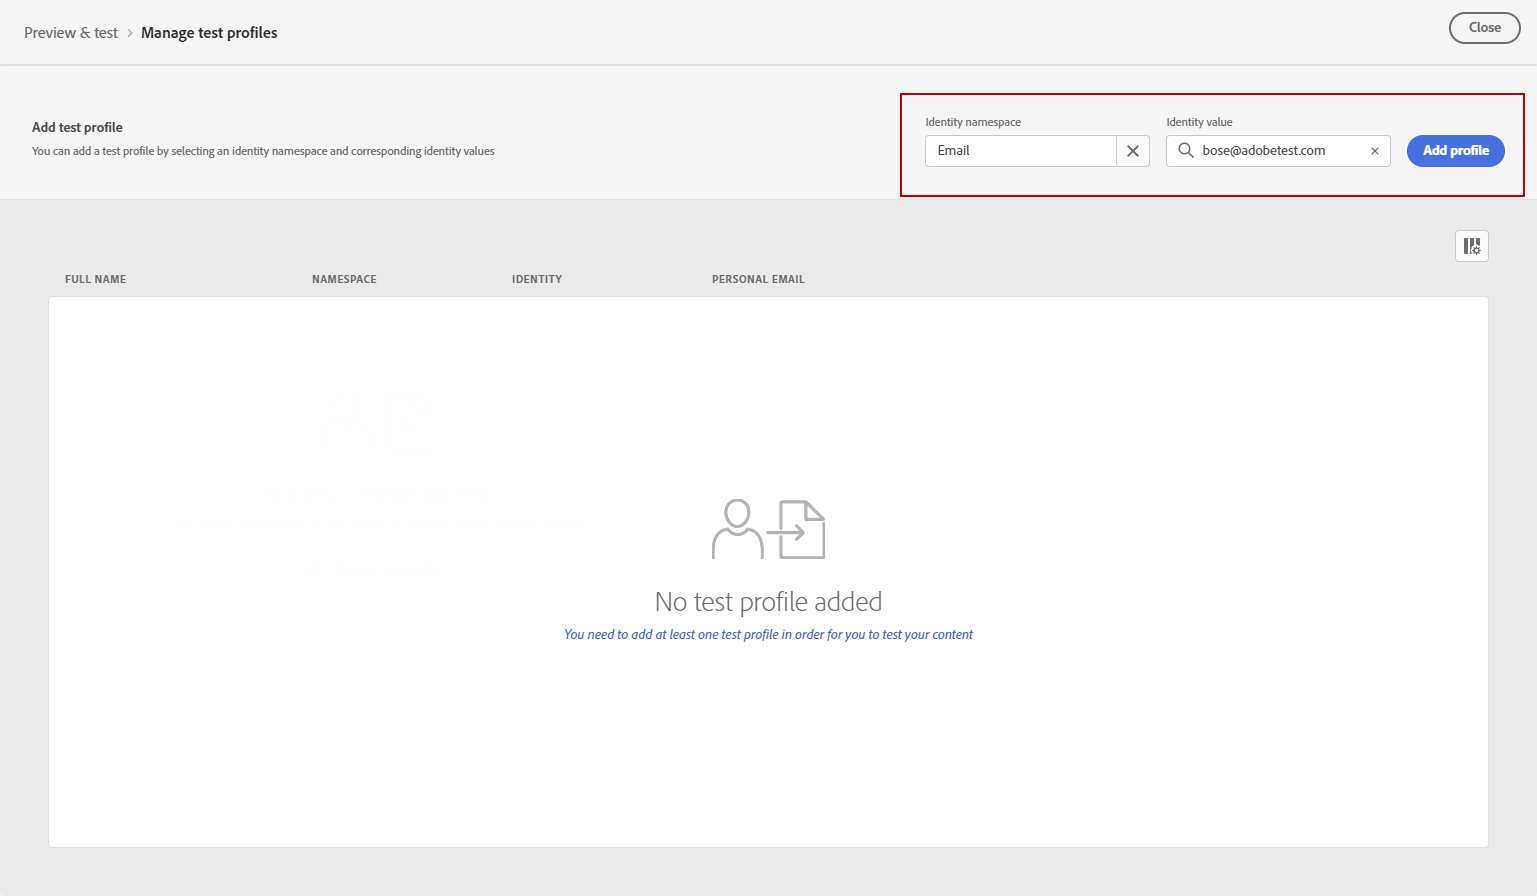 Preview & test > Manage test profiles
Close
Add test profile
You can add a test profile by selecting an identity namespace and corresponding identity values
Identity namespace
Email
Identity value
bose@adobetest.com
Add profile
FULL NAME NAMESPACE IDENTITY PERSONAL EMAIL
No test profile added
You need to add at least one test profile in order for you to test your content